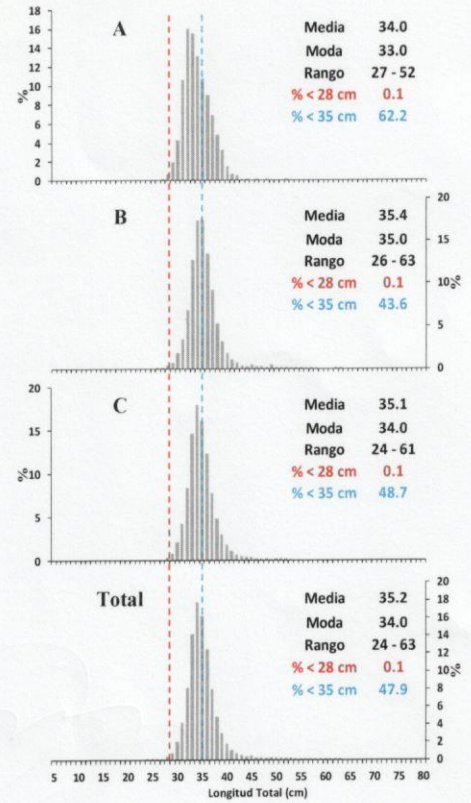 18
16
14
12
10
8
6
4
2
0
%
A
Media 34.0
Moda 33.0
Rango 27 - 52
% < 28 cm 0.1
% < 35 cm 62.2
B
Media 35.4
Moda 35.0
Rango 26 - 63
% < 28 cm 0.1
% < 35 cm 43.6
20
15
10
5
0
%
20
15
10
5
0
%
C
Media 35.1
Moda 34.0
Rango 24 - 61
% < 28 cm 0.1
% < 35 cm 48.7
Total
Media 35.2
Moda 34.0
Rango 24 - 63
% < 28 cm 0.1
% < 35 cm 47.9
20
18
16
14
12
10
8
6
4
2
0
%
5 10 15 20 25 30 35 40 45 50 55 60 65 70 75 80
Longitud Total (cm)